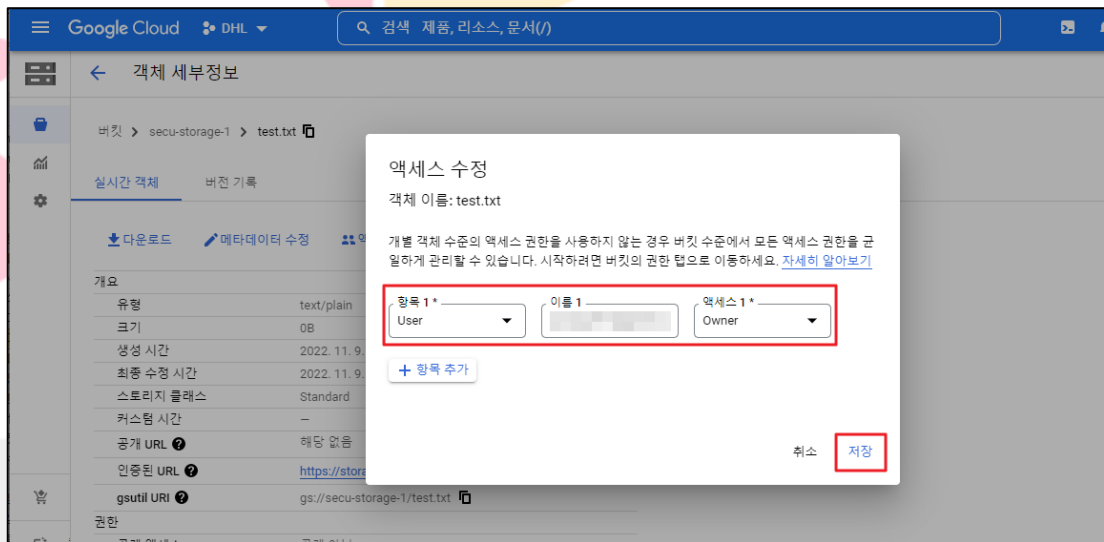 Google Cloud
DHL
검색 제품, 리소스, 문서(/)
객체 세부정보
버킷 > secu-storage-1 > test.txt
실시간 객체
버전 기록
다운로드
메타데이터 수정
개요
유형 text/plain
크기 0B
생성 시간 2022. 11. 9.
최종 수정 시간 2022. 11. 9.
스토리지 클래스 Standard
커스텀 시간 —
공개 URL 해당 없음
인증된 URL https://stora
gsutil URI gs://secu-storage-1/test.txt
권한
액세스 수정
객체 이름: test.txt
개별 객체 수준의 액세스 권한을 사용하지 않는 경우 버킷 수준에서 모든 액세스 권한을 균
일하게 관리할 수 있습니다. 시작하려면 버킷의 권한 탭으로 이동하세요. 자세히 알아보기
항목 1 *
User
이름 1
액세스 1 *
Owner
+ 항목 추가
취소
저장